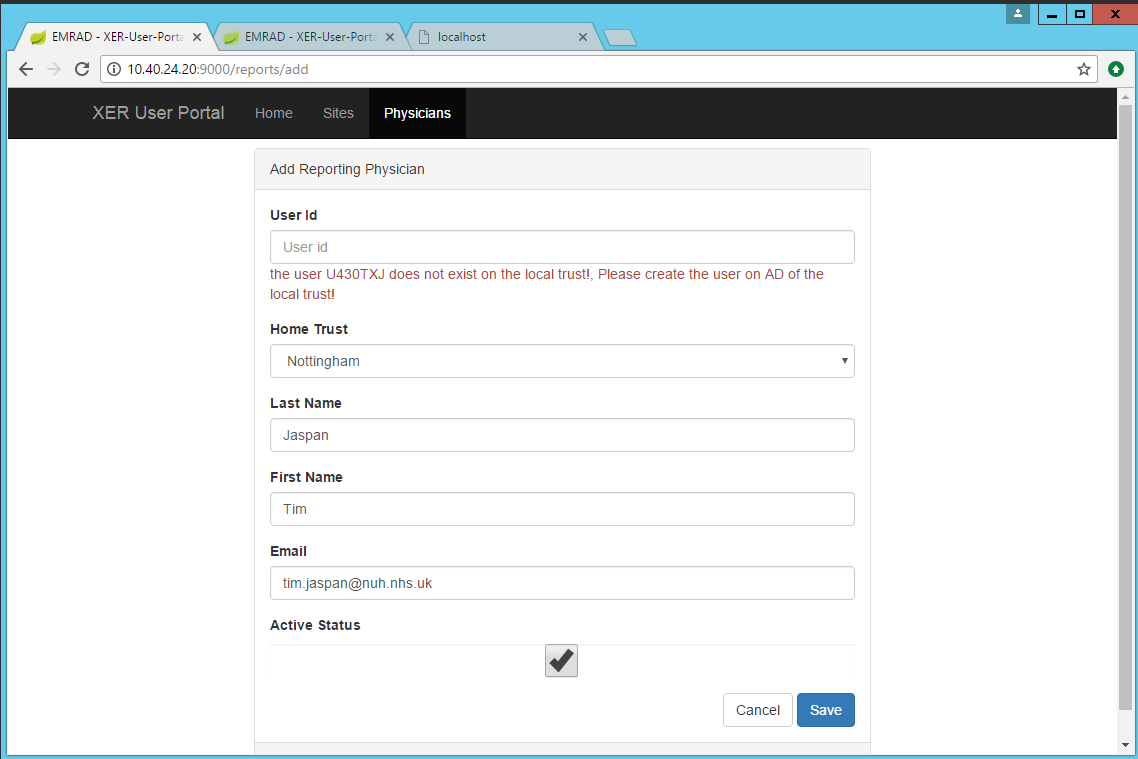 EMRAD - XER-User-Porta
EMRAD - XER-User-Porta
localhost
10.40.24.20:9000/reports/add
XER User Portal Home Sites Physicians
Add Reporting Physician
User Id
User id
the user U430TXJ does not exist on the local trust!, Please create the user on AD of the
local trust!
Home Trust
Nottingham
Last Name
Jaspan
First Name
Tim
Email
tim.jaspan@nuh.nhs.uk
Active Status
Cancel Save